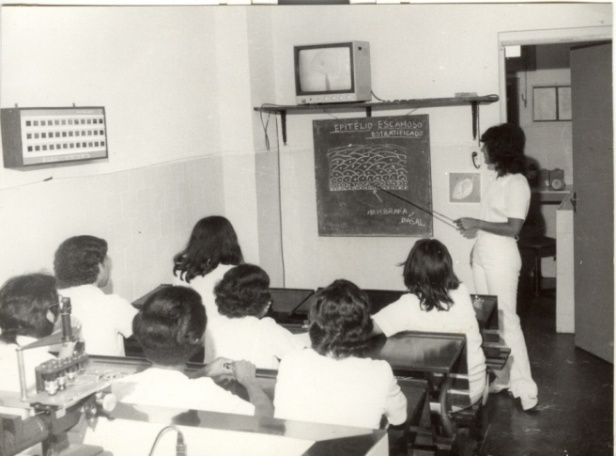 EPITÉLIO ESCAMOSO
ESTRATIFICADO
MEMBRANA
BASAL